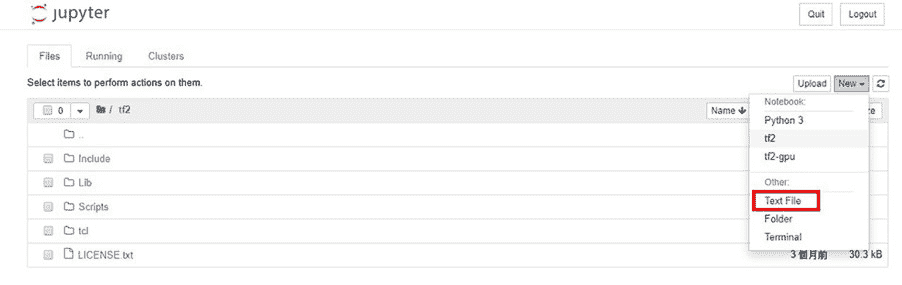 jupyter
Quit Logout
Files Running Clusters
Select items to perform actions on them.
Upload New
0 / tf2 Name
Notebook:
Python 3
..
tf2
Include
tf2-gpu
Lib
Other:
Scripts
Text File
Folder
tcl
Terminal
LICENSE.txt 3 個月前 30.3 kB